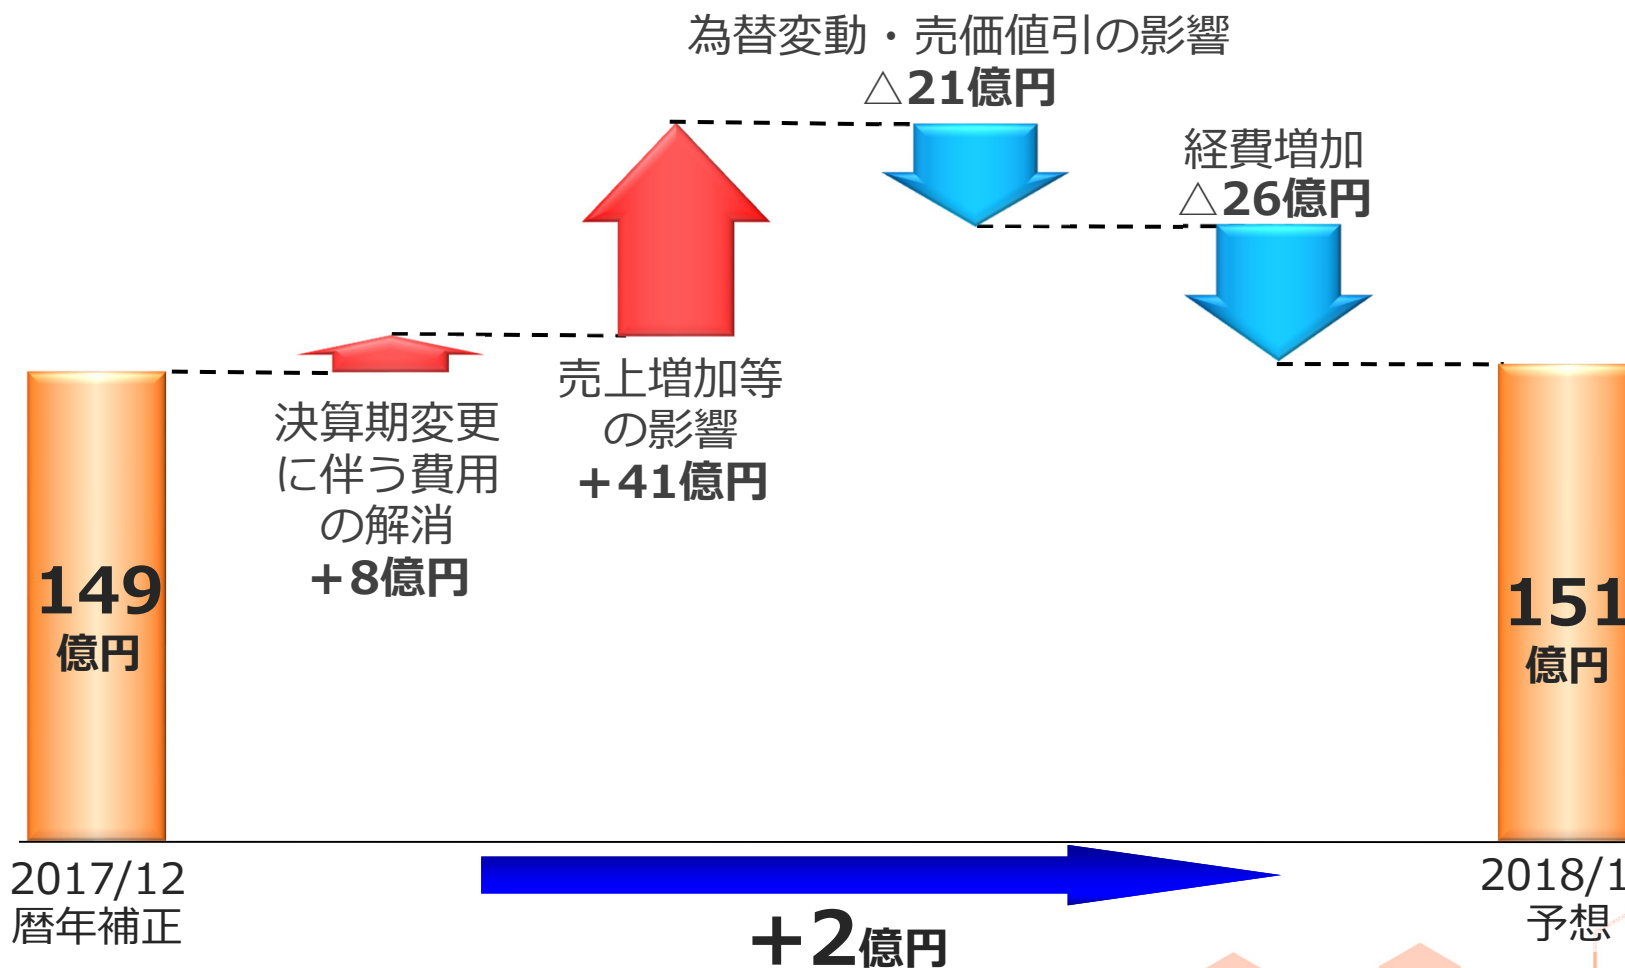 為替変動・売価値引の影響
△21億円
経費増加
△26億円
売上増加等
の影響
+41億円
決算期変更
に伴う費用
の解消
+8億円
149
億円
151
億円
2017/12
暦年補正
2018/1
予想
+2億円